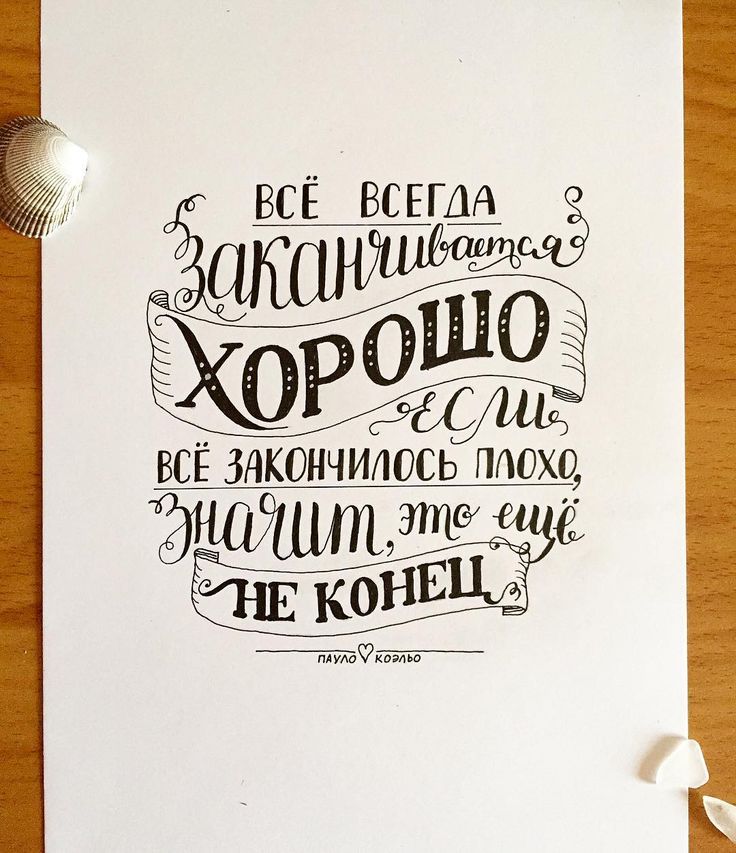 ВСЁ ВСЕГДА
заканчивается
ХОРОШО
если
ВСЁ ЗАКОНЧИЛОСЬ ПЛОХО,
значит, это ещё
НЕ КОНЕЦ
ПАУЛО КОЭЛЬО